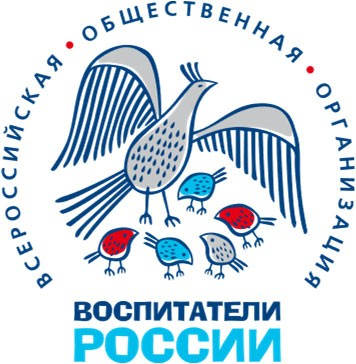 ВСЕРОССИЙСКАЯ • ОБЩЕСТВЕННАЯ • ОРГАНИЗАЦИЯ
ВОСПИТАТЕЛИ
РОССИИ